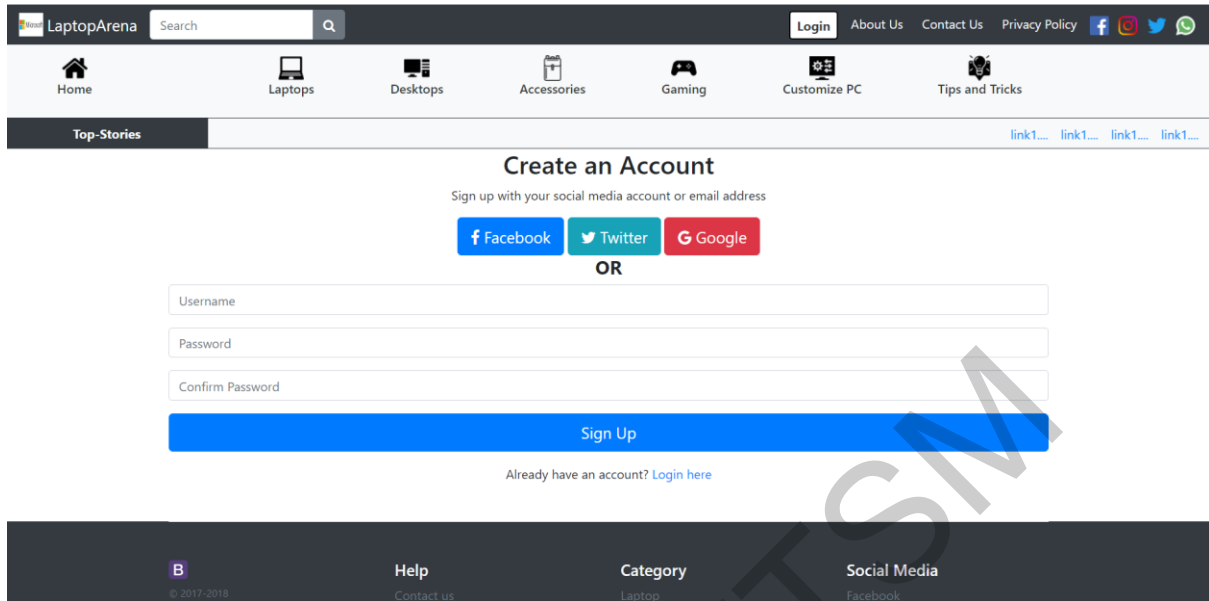 LaptopArena Search Login About Us Contact Us Privacy Policy
Home Laptops Desktops Accessories Gaming Customize PC Tips and Tricks
Top-Stories link1.... link1.... link1.... link1....
Create an Account
Sign up with your social media account or email address
Facebook Twitter G Google
OR
Username
Password
Confirm Password
Sign Up
Already have an account? Login here
B Help Category Social Media
© 2017-2018 Contact us Laptop Facebook
TSM